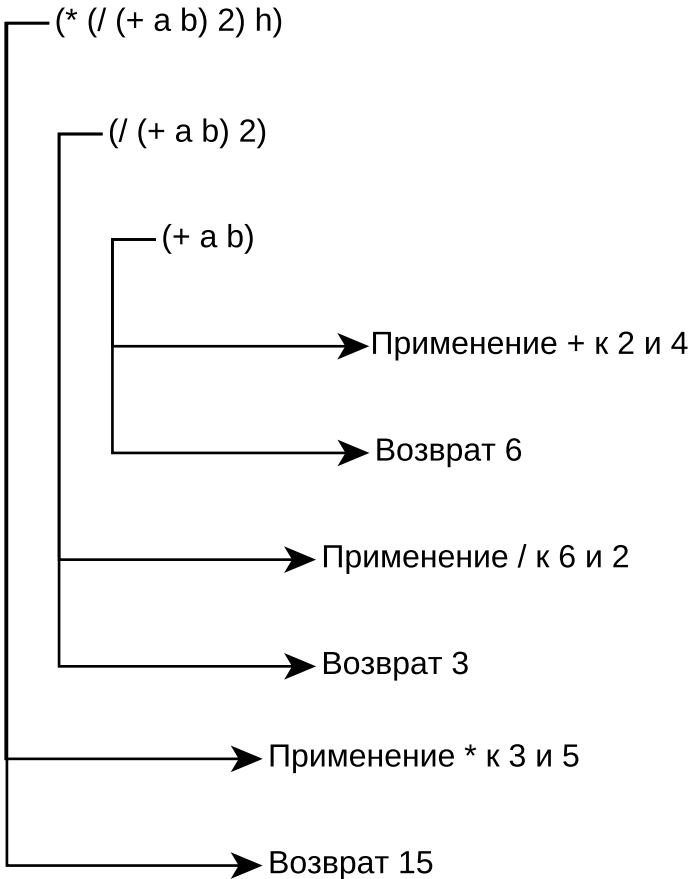 (* (/ (+ a b) 2) h)
(/ (+ a b) 2)
(+ a b)
Применение + к 2 и 4
Возврат 6
Применение / к 6 и 2
Возврат 3
Применение * к 3 и 5
Возврат 15